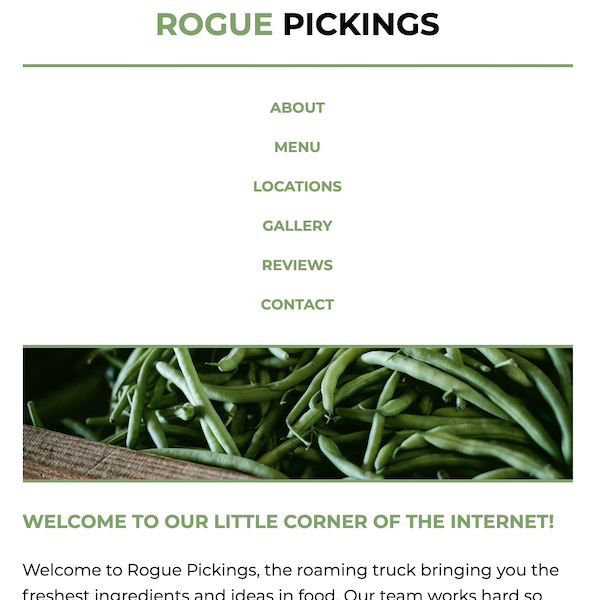 ROGUE PICKINGS
ABOUT
MENU
LOCATIONS
GALLERY
REVIEWS
CONTACT
WELCOME TO OUR LITTLE CORNER OF THE INTERNET!
Welcome to Rogue Pickings, the roaming truck bringing you the
freshest ingredients and ideas in food. Our team works hard so